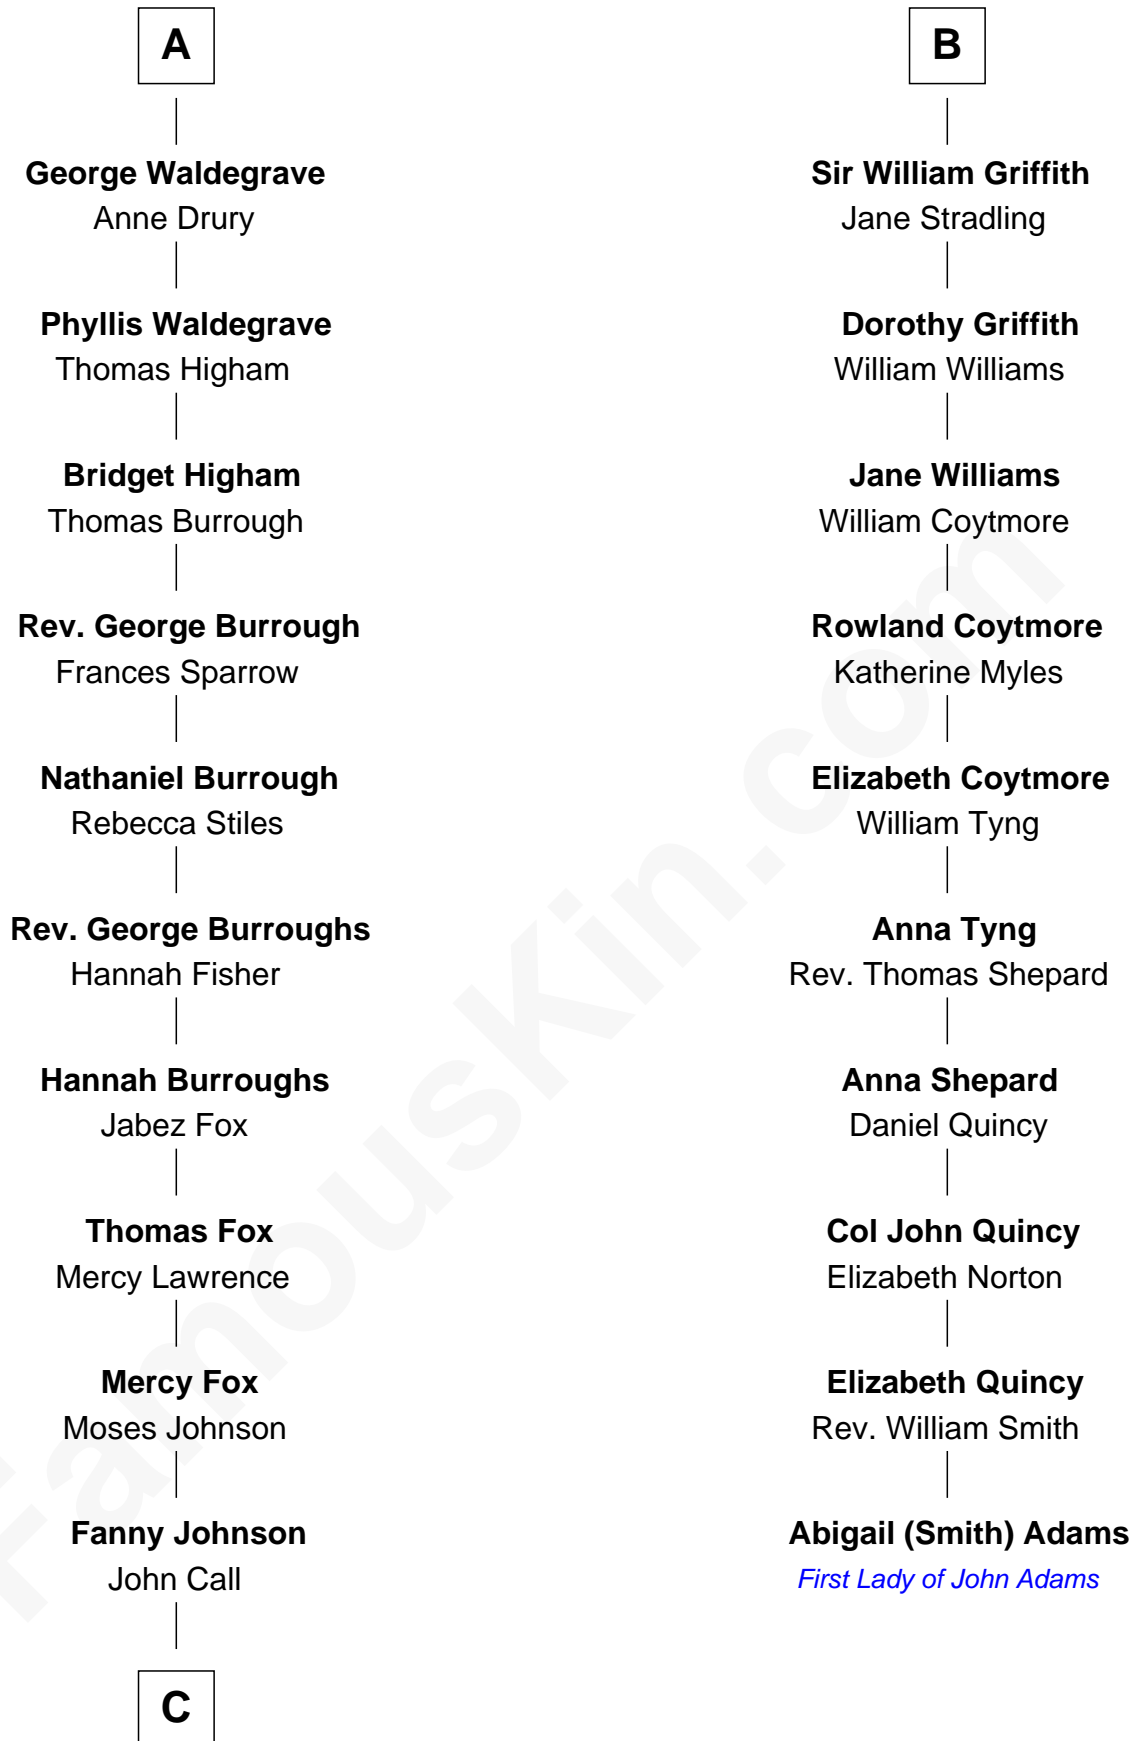 A
George Waldegrave
Anne Drury
Phyllis Waldegrave
Thomas Higham
Bridget Higham
Thomas Burrough
Rev. George Burrough
Frances Sparrow
Nathaniel Burrough
Rebecca Stiles
Rev. George Burroughs
Hannah Fisher
Hannah Burroughs
Jabez Fox
Thomas Fox
Mercy Lawrence
Mercy Fox
Moses Johnson
Fanny Johnson
John Call
C
B
Sir William Griffith
Jane Stradling
Dorothy Griffith
William Williams
Jane Williams
William Coytmore
Rowland Coytmore
Katherine Myles
Elizabeth Coytmore
William Tyng
Anna Tyng
Rev. Thomas Shepard
Anna Shepard
Daniel Quincy
Col John Quincy
Elizabeth Norton
Elizabeth Quincy
Rev. William Smith
Abigail (Smith) Adams
First Lady of John Adams
FamousKin.com